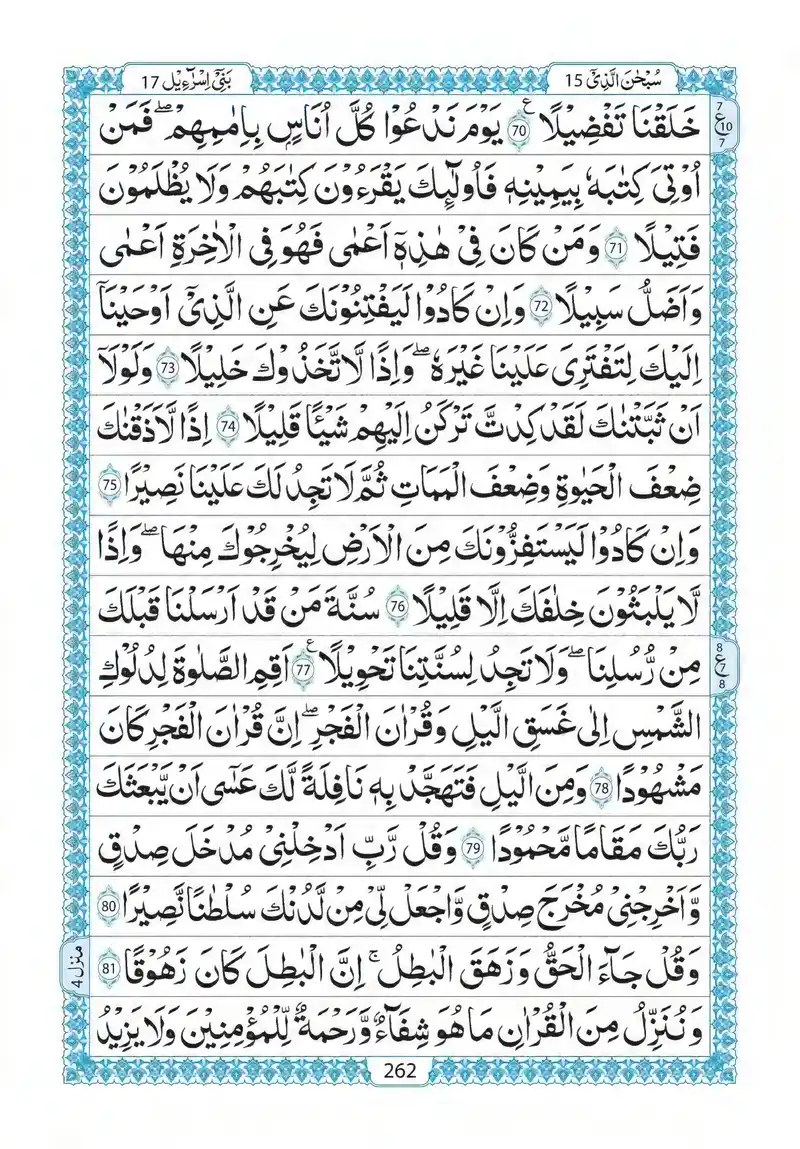 سُبْحٰنَ الَّذِیْۤ 15
بَنِیْۤ اِسْرَآءِیْل 17
خَلَقْنَا تَفْضِیْلًا ع 70 یَوْمَ نَدْعُوْا كُلَّ اُنَاسٍۭ بِاِمَامِهِمْ ۖۚ فَمَنْ
7
ع 10
7
اُوْتِیَ كِتٰبَهٗ بِیَمِیْنِهٖ فَاُولٰٓىِٕكَ یَقْرَءُوْنَ كِتٰبَهُمْ وَلَا یُظْلَمُوْنَ
فَتِیْلًا 71 وَمَنْ كَانَ فِیْ هٰذِهٖۤ اَعْمٰى فَهُوَ فِی الْاٰخِرَةِ اَعْمٰى
وَاَضَلُّ سَبِیْلًا 72 وَاِنْ كَادُوْا لَیَفْتِنُوْنَكَ عَنِ الَّذِیْۤ اَوْحَیْنَاۤ
اِلَیْكَ لِتَفْتَرِیَ عَلَیْنَا غَیْرَهٗ ۖ وَاِذًا لَّاتَّخَذُوْكَ خَلِیْلًا 73 وَلَوْلَاۤ
اَنْ ثَبَّتْنٰكَ لَقَدْ كِدْتَّ تَرْكَنُ اِلَیْهِمْ شَیْـًٔا قَلِیْلًا 74 اِذًا لَّاَذَقْنٰكَ
ضِعْفَ الْحَیٰوةِ وَضِعْفَ الْمَمَاتِ ثُمَّ لَا تَجِدُ لَكَ عَلَیْنَا نَصِیْرًا 75
وَاِنْ كَادُوْا لَیَسْتَفِزُّوْنَكَ مِنَ الْاَرْضِ لِیُخْرِجُوْكَ مِنْهَا ۖ وَاِذًا
لَّا یَلْبَثُوْنَ خِلٰفَكَ اِلَّا قَلِیْلًا 76 سُنَّةَ مَنْ قَدْ اَرْسَلْنَا قَبْلَكَ
مِنْ رُّسُلِنَا ۖ وَلَا تَجِدُ لِسُنَّتِنَا تَحْوِیْلًا ع 77 اَقِمِ الصَّلٰوةَ لِدُلُوْكِ
8
ع 7
8
الشَّمْسِ اِلٰى غَسَقِ الَّیْلِ وَقُرْاٰنَ الْفَجْرِ ۖ اِنَّ قُرْاٰنَ الْفَجْرِ كَانَ
مَشْهُوْدًا 78 وَمِنَ الَّیْلِ فَتَهَجَّدْ بِهٖ نَافِلَةً لَّكَ عَسٰۤى اَنْ یَّبْعَثَكَ
رَبُّكَ مَقَامًا مَّحْمُوْدًا 79 وَقُلْ رَّبِّ اَدْخِلْنِیْ مُدْخَلَ صِدْقٍ
وَّاَخْرِجْنِیْ مُخْرَجَ صِدْقٍ وَّاجْعَلْ لِّیْ مِنْ لَّدُنْكَ سُلْطٰنًا نَّصِیْرًا 80
وَقُلْ جَآءَ الْحَقُّ وَزَهَقَ الْبَاطِلُ ۚ اِنَّ الْبَاطِلَ كَانَ زَهُوْقًا 81
منزل 4
وَنُنَزِّلُ مِنَ الْقُرْاٰنِ مَا هُوَ شِفَآءٌ وَّرَحْمَةٌ لِّلْمُؤْمِنِیْنَ وَلَا یَزِیْدُ
262